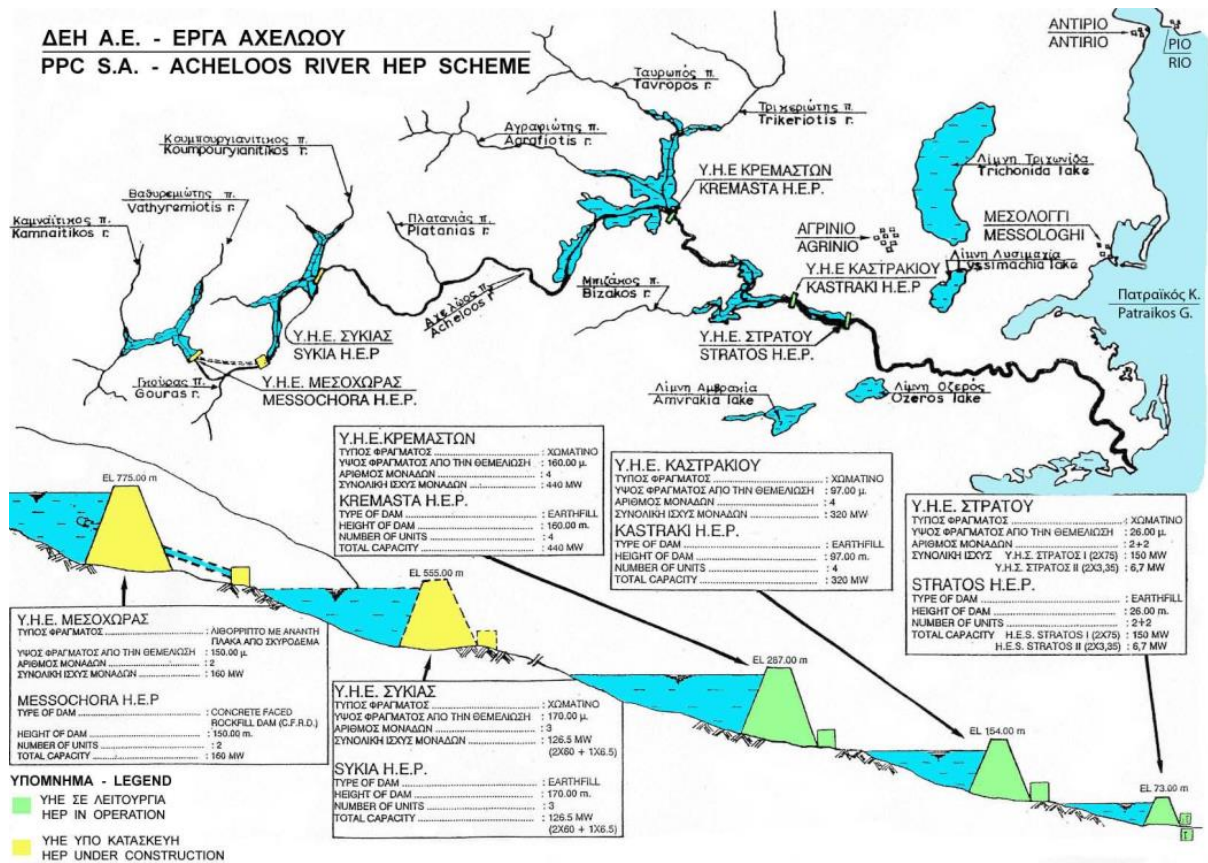 ΔΕΗ Α.Ε. - ΕΡΓΑ ΑΧΕΛΩΟΥ
PPC S.A. - ACHELOOS RIVER HEP SCHEME
ΑΝΤΙΡΙΟ
ANTIRIO
ΡΙΟ
RIO
Ταυρωπός π.
Tavropos r.
Τρικεριώτης π.
Trikeriotis r.
Αγραφιώτης π.
Agrafiotis r.
Κουμπουργιανίτικος π.
Koumpourgianitikos r.
Βαθυρεμιώτης π.
Vathyremiotis r.
Καμναΐτικος π.
Kamnaitikos r.
Πλατανιάς π.
Platanias r.
Αχελώος π.
Acheloos r.
Μπιζάκος π.
Bizakos r.
Γκούρας π.
Gouras r.
Υ.Η.Ε ΚΡΕΜΑΣΤΩΝ
KREMASTA H.E.P.
ΑΓΡΙΝΙΟ
AGRINIO
Λίμνη Τριχωνίδα
Trichonida lake
ΜΕΣΟΛΟΓΓΙ
MESSOLOGHI
Λίμνη Λυσιμαχία
Lyssimachia lake
Υ.Η.Ε ΚΑΣΤΡΑΚΙΟΥ
KASTRAKI H.E.P
Πατραϊκός Κ.
Patraikos G.
Υ.Η.Ε. ΣΤΡΑΤΟΥ
STRATOS H.E.P.
Υ.Η.Ε. ΣΥΚΙΑΣ
SYKIA H.E.P
Υ.Η.Ε. ΜΕΣΟΧΩΡΑΣ
MESSOCHORA H.E.P.
Λίμνη Αμβρακία
Amvrakia lake
Λίμνη Οζερός
Ozeros lake
Υ.Η.Ε.ΚΡΕΜΑΣΤΩΝ
ΤΥΠΟΣ ΦΡΑΓΜΑΤΟΣ : ΧΩΜΑΤΙΝΟ
ΥΨΟΣ ΦΡΑΓΜΑΤΟΣ ΑΠΟ ΤΗΝ ΘΕΜΕΛΙΩΣΗ : 160.00 μ.
ΑΡΙΘΜΟΣ ΜΟΝΑΔΩΝ : 4
ΣΥΝΟΛΙΚΗ ΙΣΧΥΣ ΜΟΝΑΔΩΝ : 440 MW
KREMASTA H.E.P.
TYPE OF DAM : EARTHFILL
HEIGHT OF DAM : 160.00 m.
NUMBER OF UNITS : 4
TOTAL CAPACITY : 440 MW
Υ.Η.Ε. ΚΑΣΤΡΑΚΙΟΥ
ΤΥΠΟΣ ΦΡΑΓΜΑΤΟΣ : ΧΩΜΑΤΙΝΟ
ΥΨΟΣ ΦΡΑΓΜΑΤΟΣ ΑΠΟ ΤΗΝ ΘΕΜΕΛΙΩΣΗ : 97.00 μ.
ΑΡΙΘΜΟΣ ΜΟΝΑΔΩΝ : 4
ΣΥΝΟΛΙΚΗ ΙΣΧΥΣ ΜΟΝΑΔΩΝ : 320 MW
KASTRAKI H.E.P.
TYPE OF DAM : EARTHFILL
HEIGHT OF DAM : 97.00 m.
NUMBER OF UNITS : 4
TOTAL CAPACITY : 320 MW
Υ.Η.Ε. ΣΤΡΑΤΟΥ
ΤΥΠΟΣ ΦΡΑΓΜΑΤΟΣ : ΧΩΜΑΤΙΝΟ
ΥΨΟΣ ΦΡΑΓΜΑΤΟΣ ΑΠΟ ΤΗΝ ΘΕΜΕΛΙΩΣΗ : 26.00 μ.
ΑΡΙΘΜΟΣ ΜΟΝΑΔΩΝ : 2+2
ΣΥΝΟΛΙΚΗ ΙΣΧΥΣ Υ.Η.Σ. ΣΤΡΑΤΟΣ Ι (2X75) : 150 MW
Υ.Η.Σ. ΣΤΡΑΤΟΣ ΙΙ (2X3,35) : 6,7 MW
STRATOS H.E.P.
TYPE OF DAM : EARTHFILL
HEIGHT OF DAM : 26.00 m.
NUMBER OF UNITS : 2+2
TOTAL CAPACITY H.E.S. STRATOS I (2X75) : 150 MW
H.E.S. STRATOS II (2X3,35) : 6,7 MW
EL 775.00 m
EL 555.00 m
EL 287.00 m
EL 154.00 m
EL 73.00 m
Υ.Η.Ε. ΜΕΣΟΧΩΡΑΣ
ΤΥΠΟΣ ΦΡΑΓΜΑΤΟΣ : ΛΙΘΟΡΡΙΠΤΟ ΜΕ ΑΝΑΝΤΗ
ΠΛΑΚΑ ΑΠΟ ΣΚΥΡΟΔΕΜΑ
ΥΨΟΣ ΦΡΑΓΜΑΤΟΣ ΑΠΟ ΤΗΝ ΘΕΜΕΛΙΩΣΗ : 150.00 μ.
ΑΡΙΘΜΟΣ ΜΟΝΑΔΩΝ : 2
ΣΥΝΟΛΙΚΗ ΙΣΧΥΣ ΜΟΝΑΔΩΝ : 160 MW
MESSOCHORA H.E.P
TYPE OF DAM : CONCRETE FACED
ROCKFILL DAM (C.F.R.D.)
HEIGHT OF DAM : 150.00 m.
NUMBER OF UNITS : 2
TOTAL CAPACITY : 160 MW
Υ.Η.Ε. ΣΥΚΙΑΣ
ΤΥΠΟΣ ΦΡΑΓΜΑΤΟΣ : ΧΩΜΑΤΙΝΟ
ΥΨΟΣ ΦΡΑΓΜΑΤΟΣ ΑΠΟ ΤΗΝ ΘΕΜΕΛΙΩΣΗ : 170.00 μ.
ΑΡΙΘΜΟΣ ΜΟΝΑΔΩΝ : 3
ΣΥΝΟΛΙΚΗ ΙΣΧΥΣ ΜΟΝΑΔΩΝ : 126.5 MW
(2X60 + 1X6.5)
SYKIA H.E.P.
TYPE OF DAM : EARTHFILL
HEIGHT OF DAM : 170.00 m.
NUMBER OF UNITS : 3
TOTAL CAPACITY : 126.5 MW
(2X60 + 1X6.5)
ΥΠΟΜΝΗΜΑ - LEGEND
ΥΗΕ ΣΕ ΛΕΙΤΟΥΡΓΙΑ
HEP IN OPERATION
ΥΗΕ ΥΠΟ ΚΑΤΑΣΚΕΥΗ
HEP UNDER CONSTRUCTION